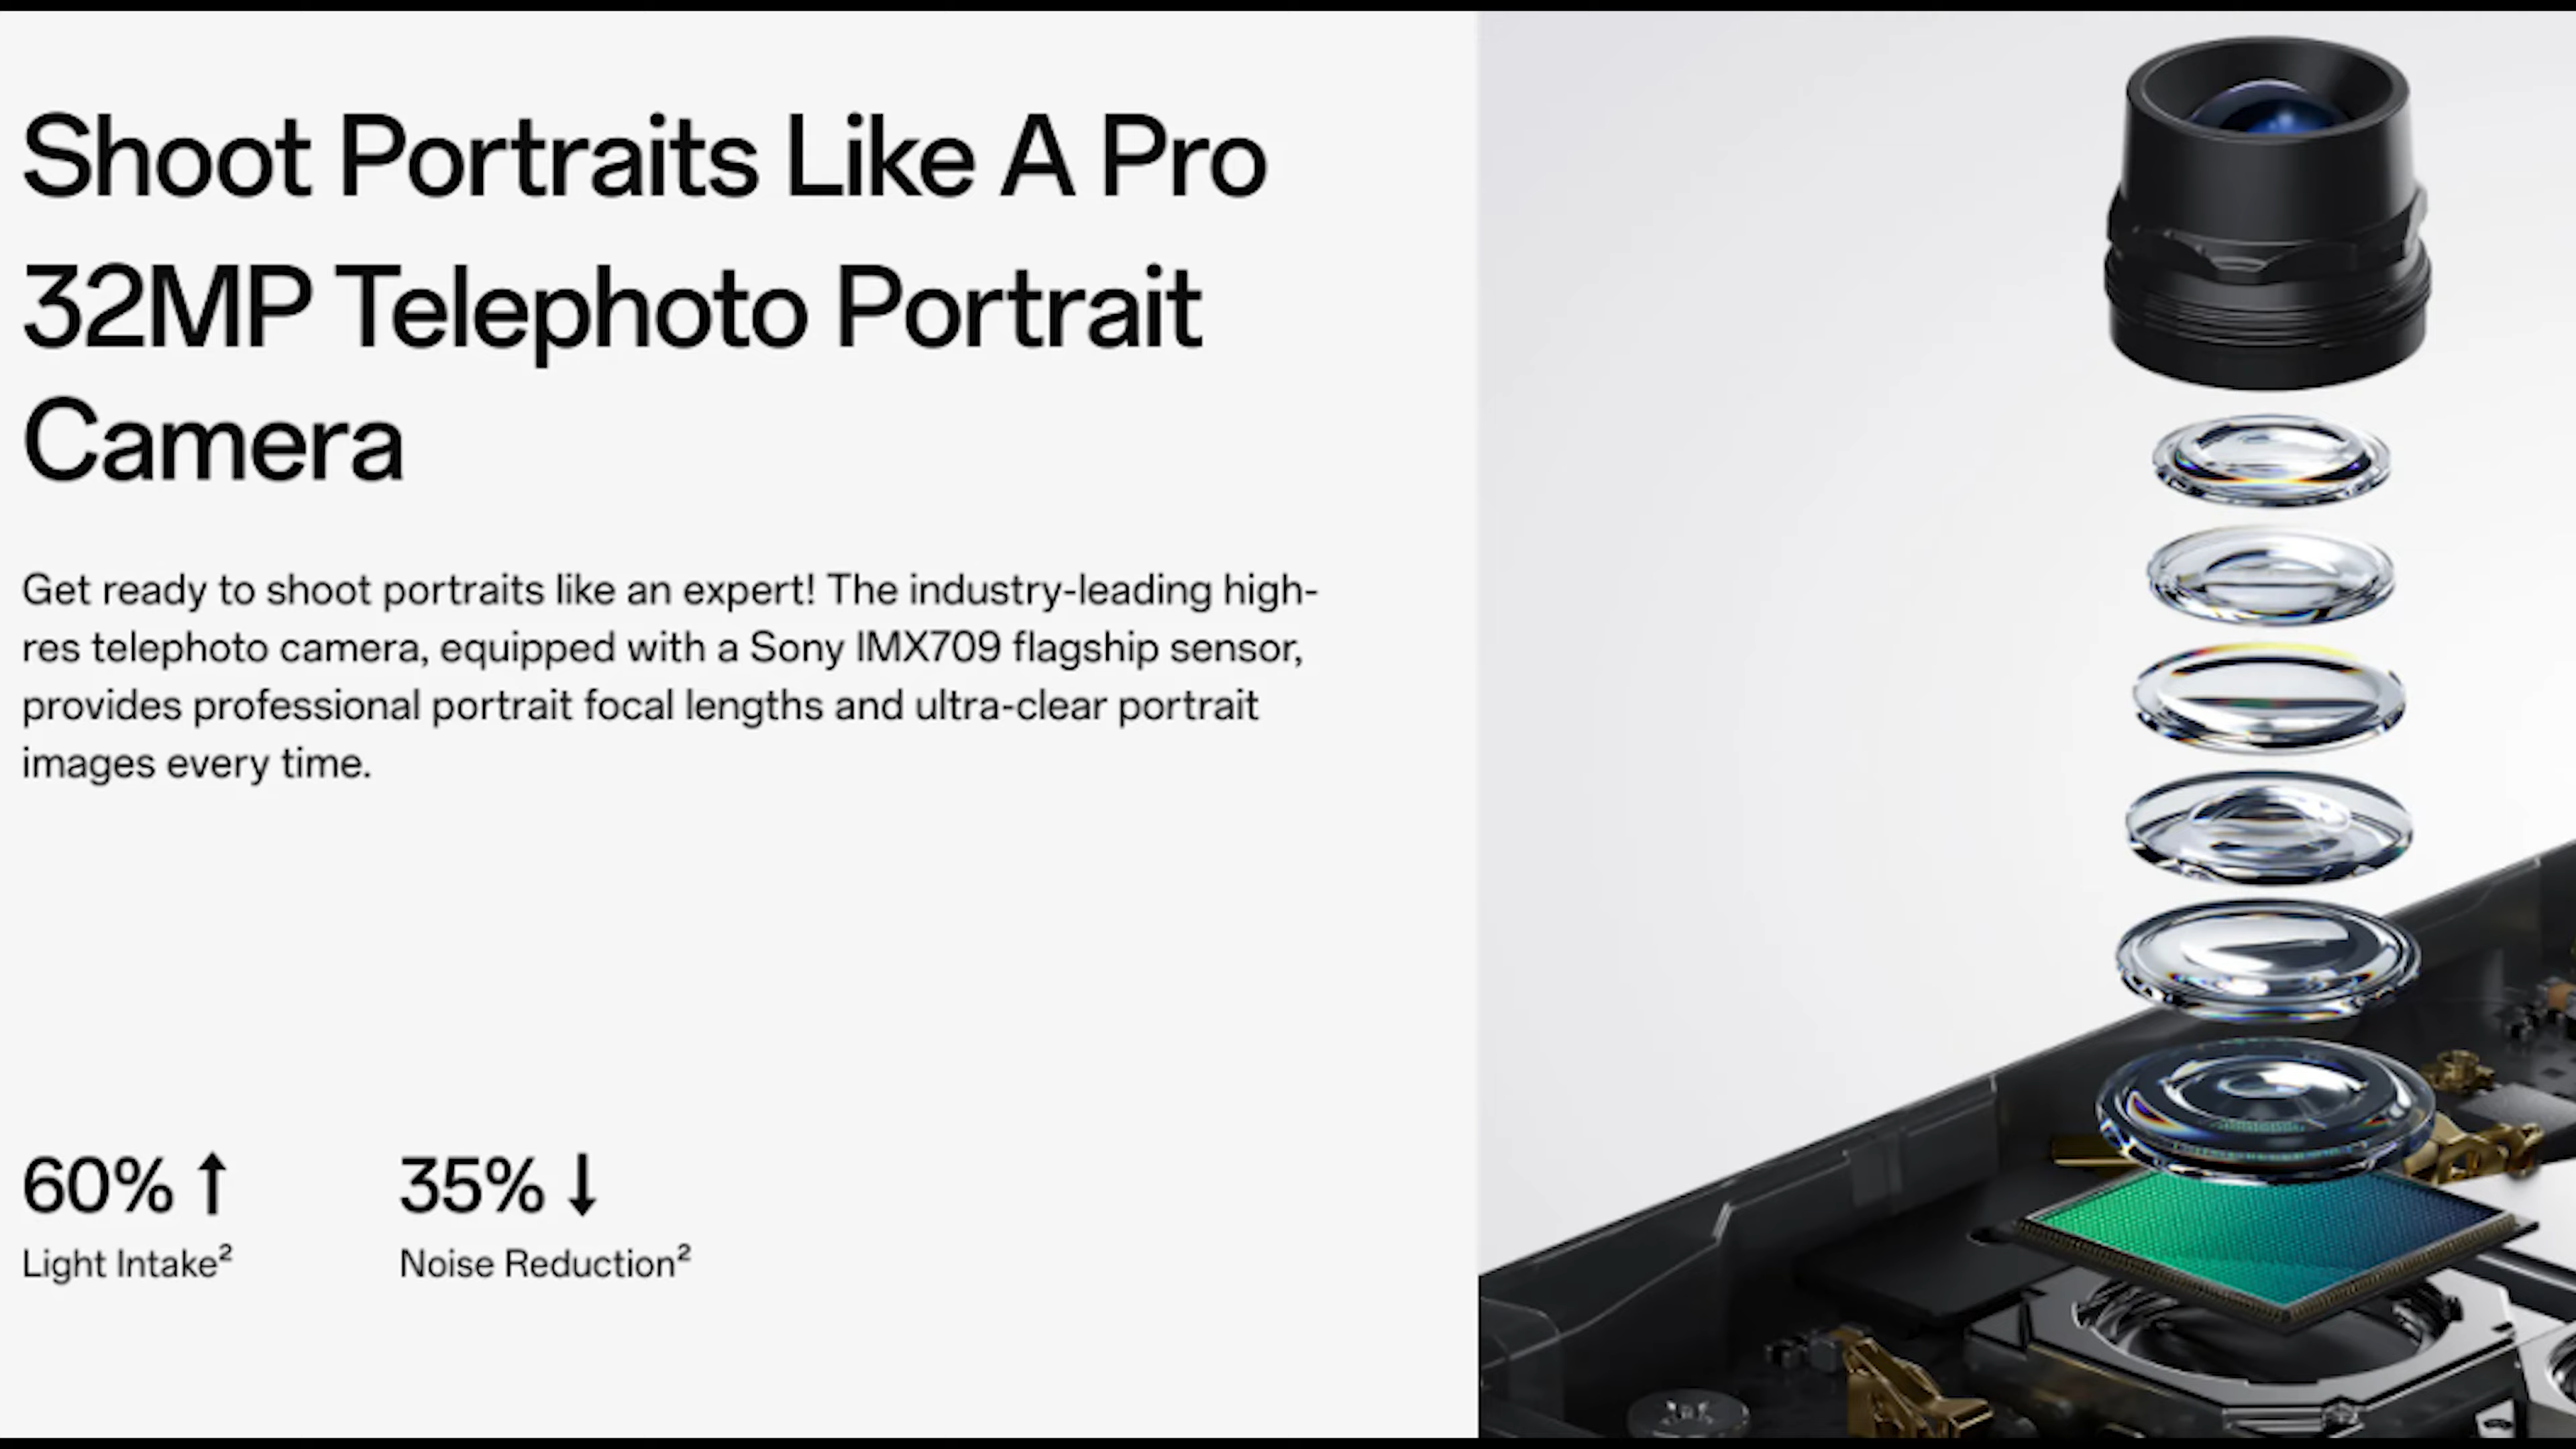 Shoot Portraits Like A Pro
32MP Telephoto Portrait
Camera
Get ready to shoot portraits like an expert! The industry-leading high-
res telephoto camera, equipped with a Sony IMX709 flagship sensor,
provides professional portrait focal lengths and ultra-clear portrait
images every time.
60% ↑ 35% ↓
Light Intake² Noise Reduction²